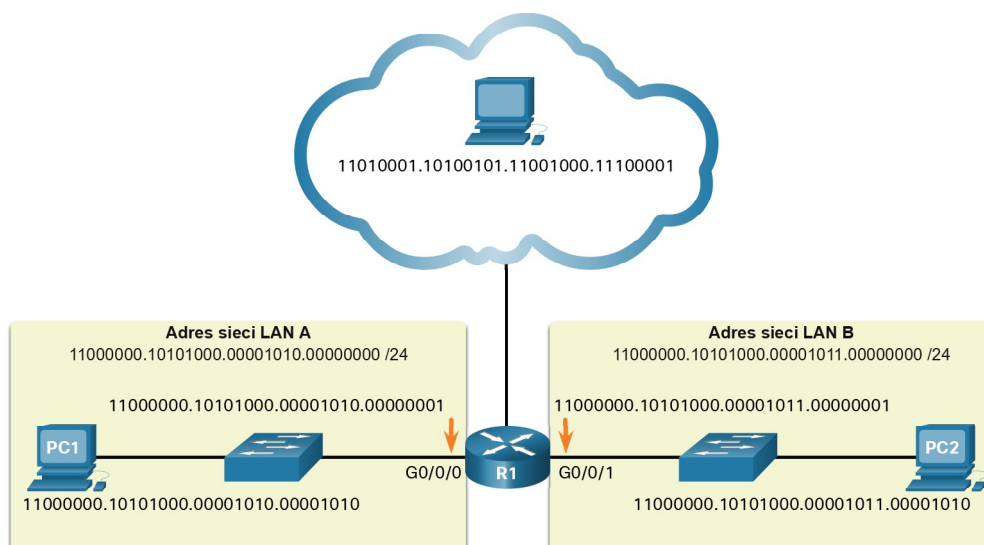 11010001.10100101.11001000.11100001
Adres sieci LAN A
11000000.10101000.00001010.00000000 /24
11000000.10101000.00001010.00000001
PC1
G0/0/0
11000000.10101000.00001010.00001010
R1
Adres sieci LAN B
11000000.10101000.00001011.00000000 /24
11000000.10101000.00001011.00000001
G0/0/1
PC2
11000000.10101000.00001011.00001010